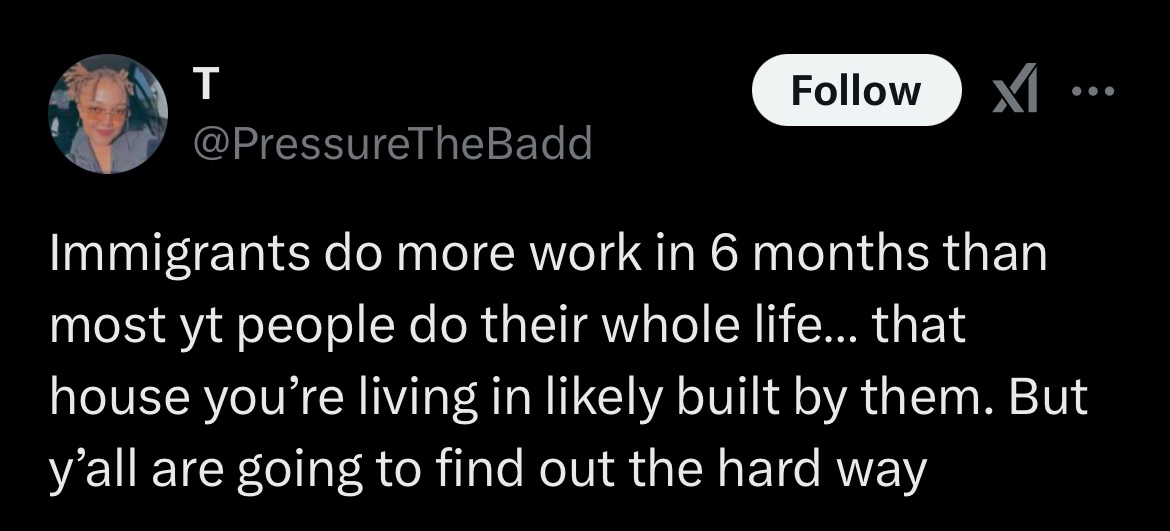 T
Follow
@PressureTheBadd
Immigrants do more work in 6 months than
most yt people do their whole life... that
house you’re living in likely built by them. But
y’all are going to find out the hard way